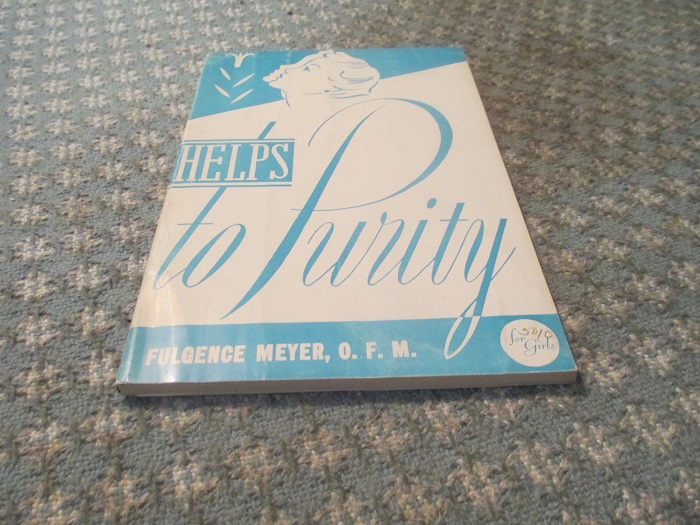 HELPS
to Purity
FULGENCE MEYER, O. F. M.
for
Girls